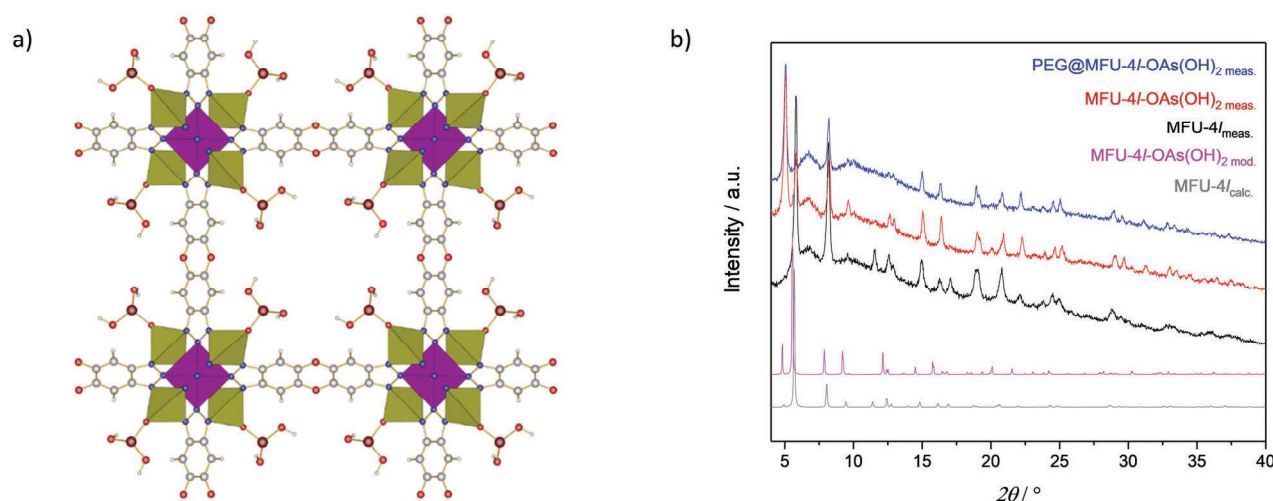 a)
b)
PEG@MFU-4l-OAs(OH)2 meas.
MFU-4l-OAs(OH)2 meas.
MFU-4lmeas.
MFU-4l-OAs(OH)2 mod.
MFU-4lcalc.
Intensity / a.u.
5 10 15 20 25 30 35 40
2θ / °